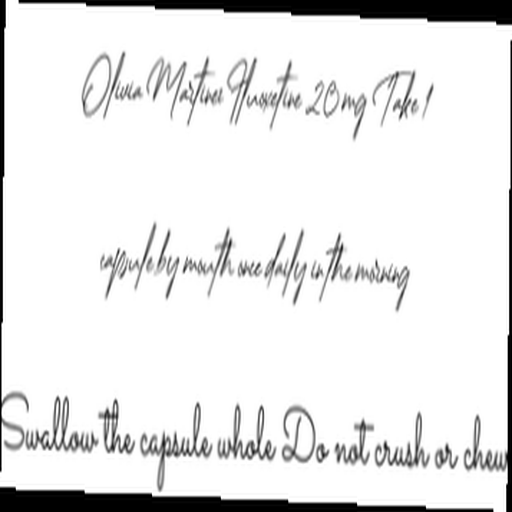 Olivia Martinez Fluoxetine 20 mg Take 1
capsule by mouth once daily in the morning
Swallow the capsule whole Do not crush or chew